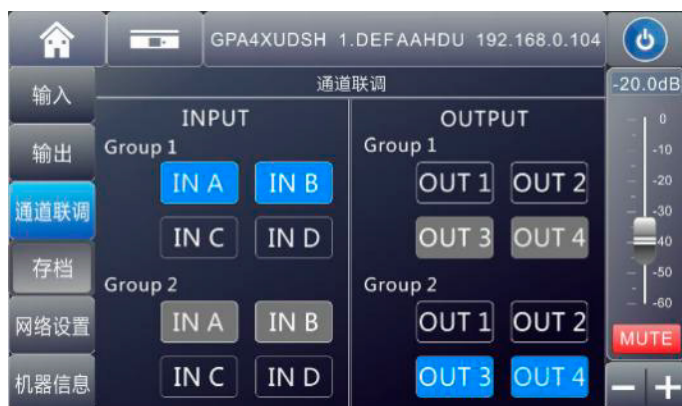 GPA4XUDSH 1.DEFAAHDU 192.168.0.104
输入
输出
通道联调
存档
网络设置
机器信息
通道联调
INPUT
Group 1
IN A IN B
IN C IN D
Group 2
IN A IN B
IN C IN D
OUTPUT
Group 1
OUT 1 OUT 2
OUT 3 OUT 4
Group 2
OUT 1 OUT 2
OUT 3 OUT 4
-20.0dB
0
-10
-20
-30
-40
-50
-60
MUTE
- +